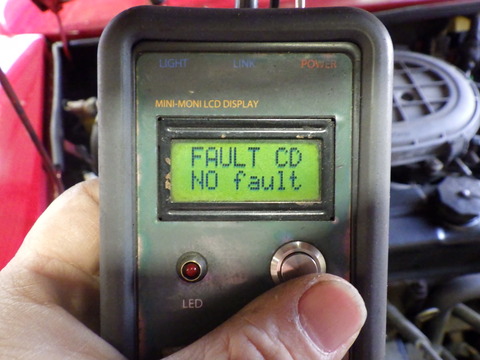 LIGHT LINK POWER
MINI-MONI LCD DISPLAY
FAULT CD
NO fault
LED